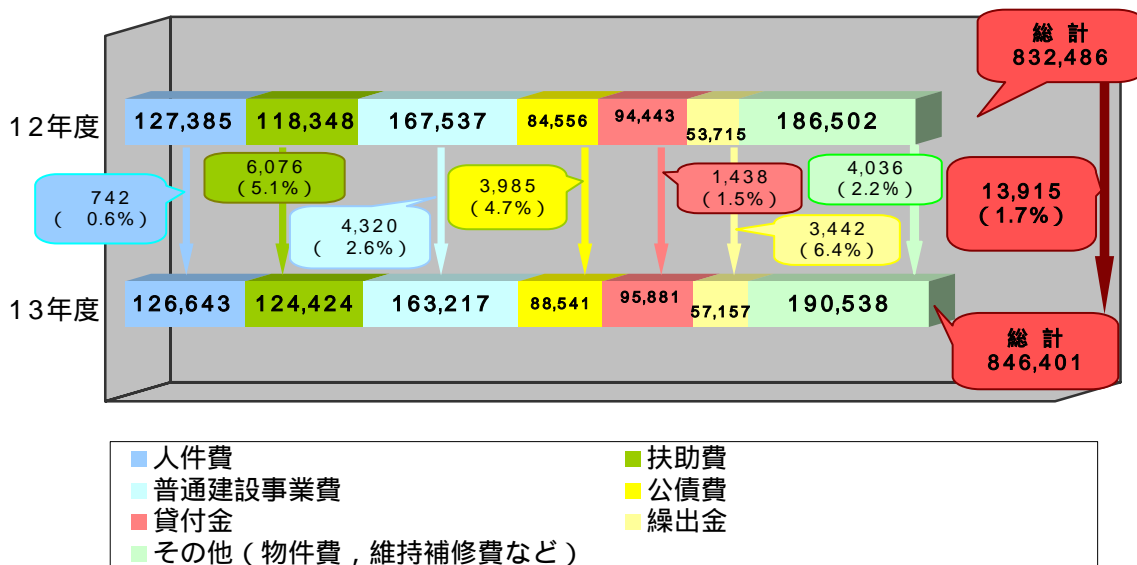 総 計
832,486
12年度
127,385 118,348 167,537 84,556 94,443 53,715 186,502
742
( 0.6%)
6,076
(5.1%)
4,320
( 2.6%)
3,985
(4.7%)
1,438
(1.5%)
3,442
(6.4%)
4,036
(2.2%)
13,915
(1.7%)
13年度
126,643 124,424 163,217 88,541 95,881 57,157 190,538
総 計
846,401
人件費 扶助費
普通建設事業費 公債費
貸付金 繰出金
その他（物件費，維持補修費など）